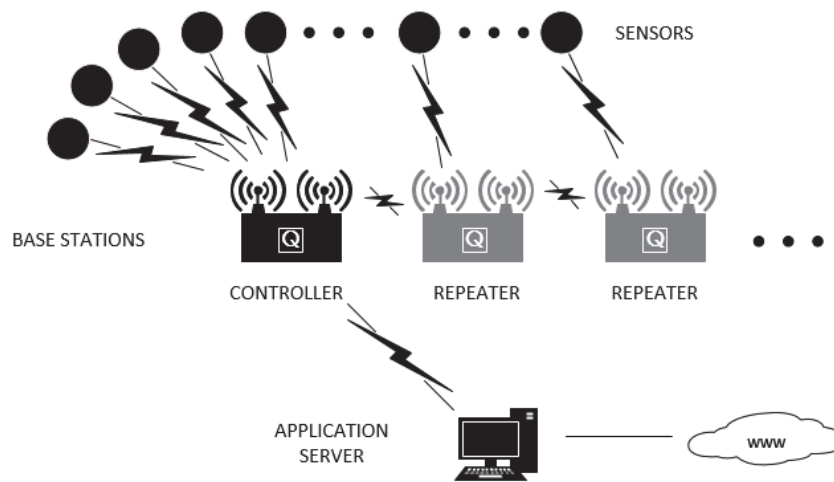 SENSORS
BASE STATIONS
Q
Q
Q
CONTROLLER
REPEATER
REPEATER
APPLICATION
SERVER
www